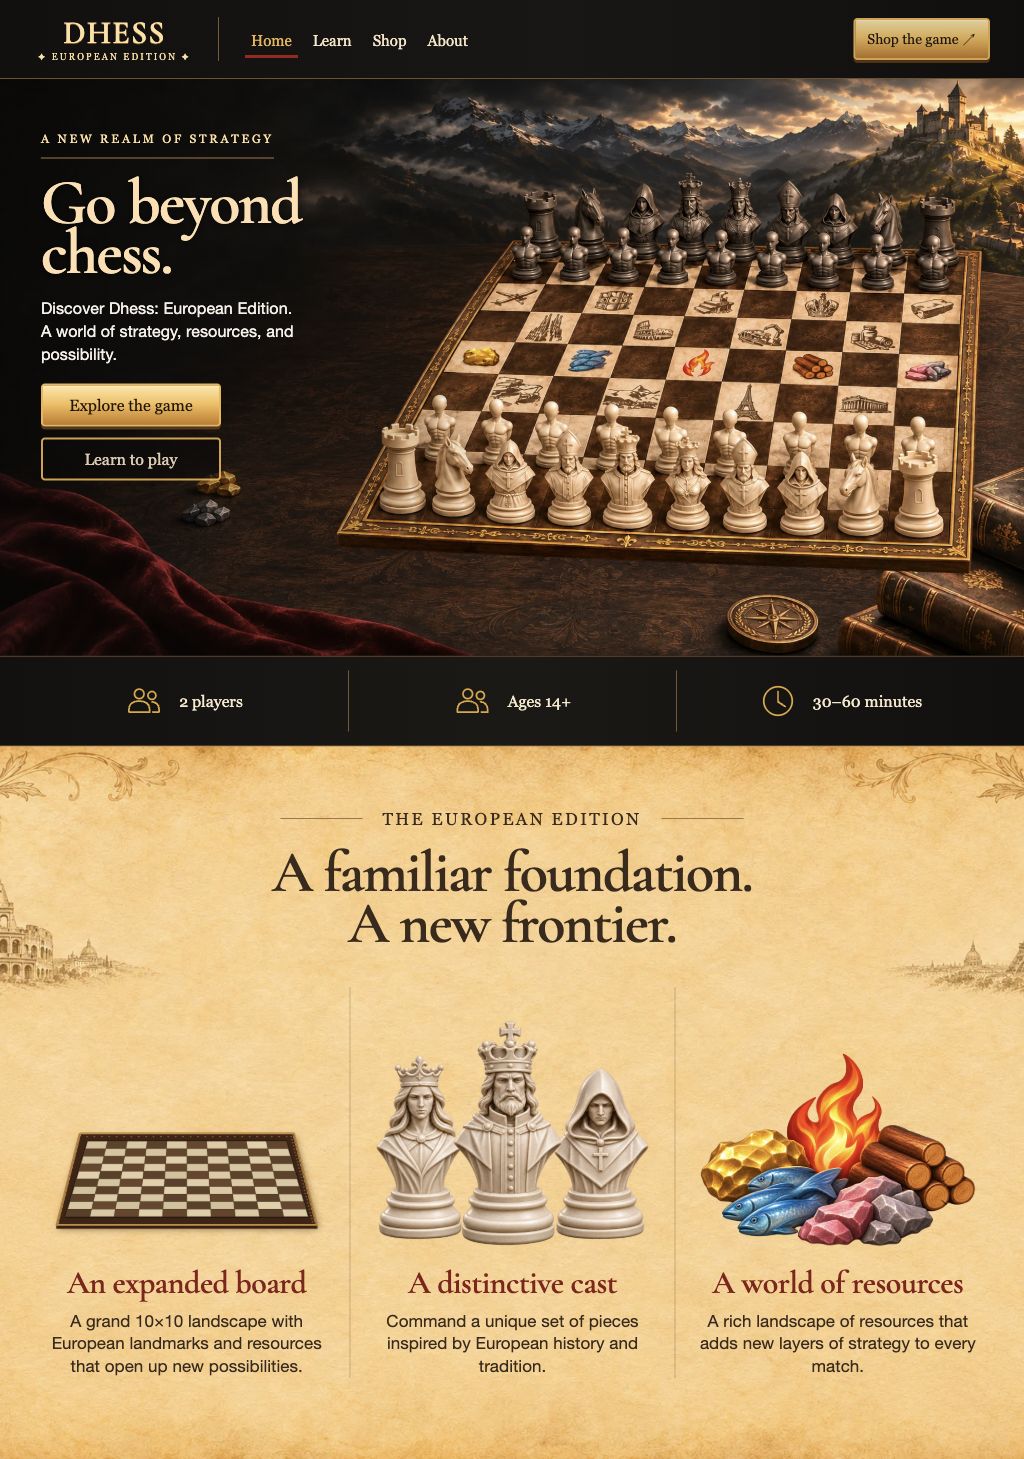 DHESS
EUROPEAN EDITION
Home
Learn
Shop
About
Shop the game ↗
A NEW REALM OF STRATEGY
Go beyond
chess.
Discover Dhess: European Edition.
A world of strategy, resources, and
possibility.
Explore the game
Learn to play
2 players
Ages 14+
30–60 minutes
THE EUROPEAN EDITION
A familiar foundation.
A new frontier.
An expanded board
A grand 10×10 landscape with
European landmarks and resources
that open up new possibilities.
A distinctive cast
Command a unique set of pieces
inspired by European history and
tradition.
A world of resources
A rich landscape of resources that
adds new layers of strategy to every
match.